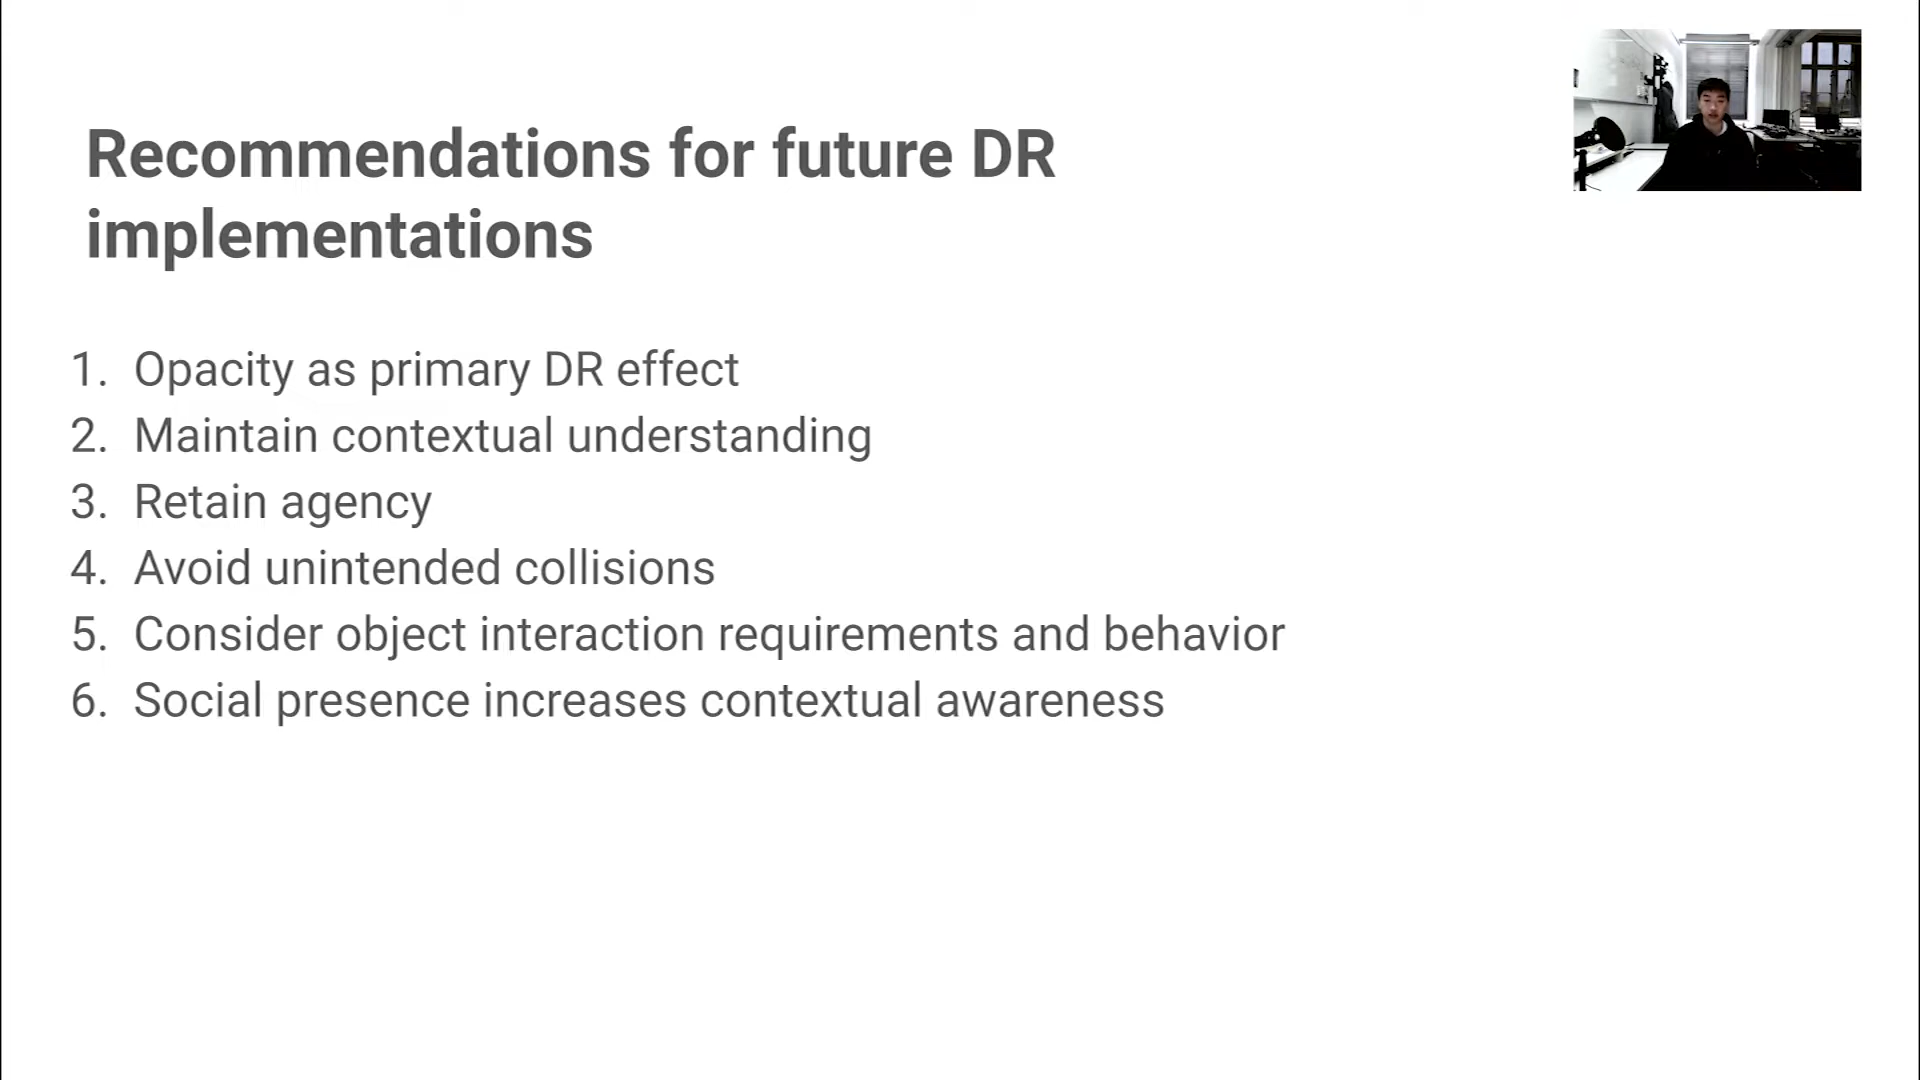 Recommendations for future DR
implementations
1. Opacity as primary DR effect
2. Maintain contextual understanding
3. Retain agency
4. Avoid unintended collisions
5. Consider object interaction requirements and behavior
6. Social presence increases contextual awareness